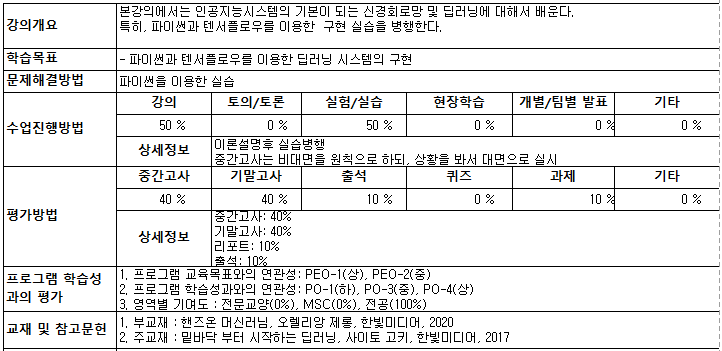 강의개요
본강의에서는 인공지능시스템의 기본이 되는 신경회로망 및 딥러닝에 대해서 배운다.
특히, 파이썬과 텐서플로우를 이용한  구현 실습을 병행한다.
학습목표
- 파이썬과 텐서플로우를 이용한 딥러닝 시스템의 구현
문제해결방법
파이썬을 이용한 실습
수업진행방법
강의 토의/토론 실험/실습 현장학습 개별/팀별 발표 기타
50 % 0 % 50 % 0 % 0 % 0 %
상세정보
이론설명후 실습병행
중간고사는 비대면을 원칙으로 하되, 상황을 봐서 대면으로 실시
평가방법
중간고사 기말고사 출석 퀴즈 과제 기타
40 % 40 % 10 % 0 % 10 % 0 %
상세정보
중간고사: 40%
기말고사: 40%
리포트: 10%
출석: 10%
프로그램 학습성
과의 평가
1. 프로그램 교육목표와의 연관성: PEO-1(상), PEO-2(중)
2. 프로그램 학습성과와의 연관성: PO-1(하), PO-3(중), PO-4(상)
3. 영역별 기여도 : 전문교양(0%), MSC(0%), 전공(100%)
교재 및 참고문헌
1. 부교재 : 핸즈온 머신러닝, 오렐리앙 제롱, 한빛미디어, 2020
2. 주교재 : 밑바닥 부터 시작하는 딥러닝, 사이토 고키, 한빛미디어, 2017